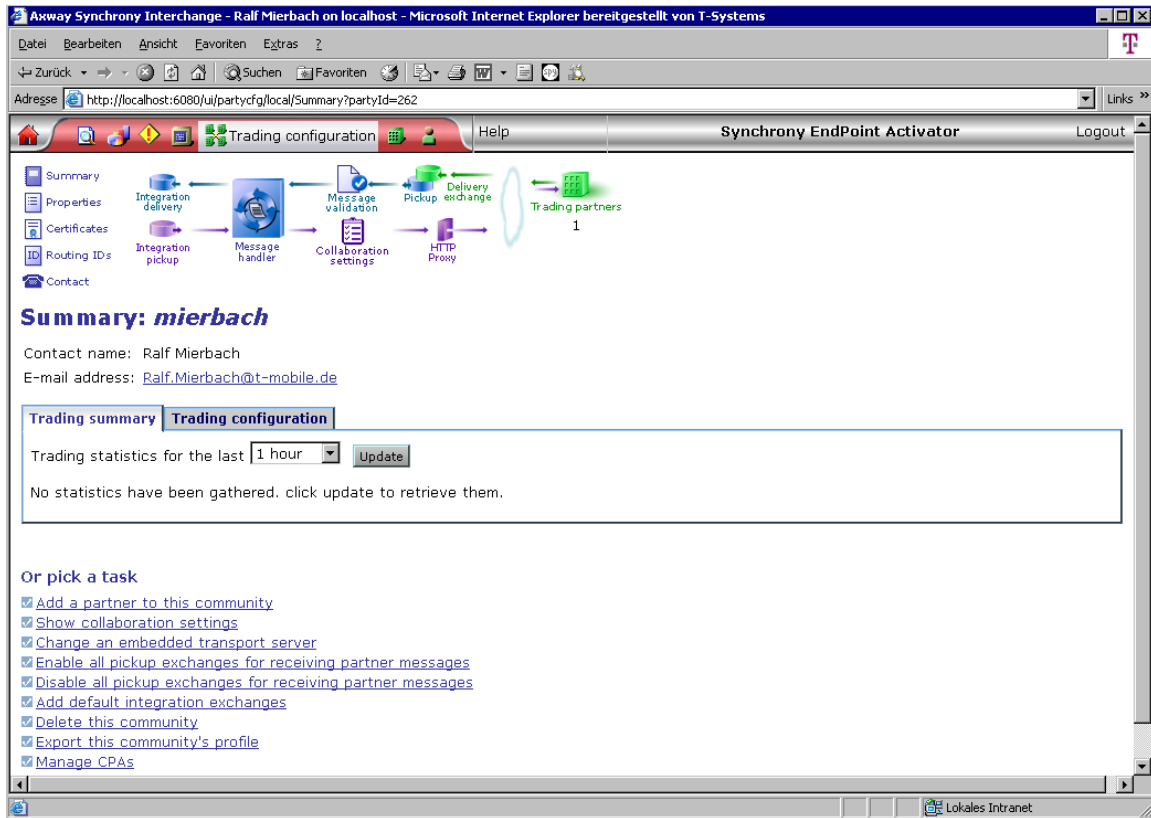 Axway Synchrony Interchange - Ralf Mierbach on localhost - Microsoft Internet Explorer bereitgestellt von T-Systems
Datei Bearbeiten Ansicht Favoriten Extras ?
Zurück Suchen Favoriten
Adresse http://localhost:6080/ui/partycfg/local/Summary?partyId=262 Links »
Trading configuration Help Synchrony EndPoint Activator Logout
Summary
Properties
Certificates
ID Routing IDs
Contact
Integration delivery
Message validation
Pickup
Delivery exchange
Trading partners
1
Integration pickup
Message handler
Collaboration settings
HTTP Proxy
Summary: mierbach
Contact name: Ralf Mierbach
E-mail address: Ralf.Mierbach@t-mobile.de
Trading summary Trading configuration
Trading statistics for the last 1 hour Update
No statistics have been gathered. click update to retrieve them.
Or pick a task
Add a partner to this community
Show collaboration settings
Change an embedded transport server
Enable all pickup exchanges for receiving partner messages
Disable all pickup exchanges for receiving partner messages
Add default integration exchanges
Delete this community
Export this community's profile
Manage CPAs
Lokales Intranet